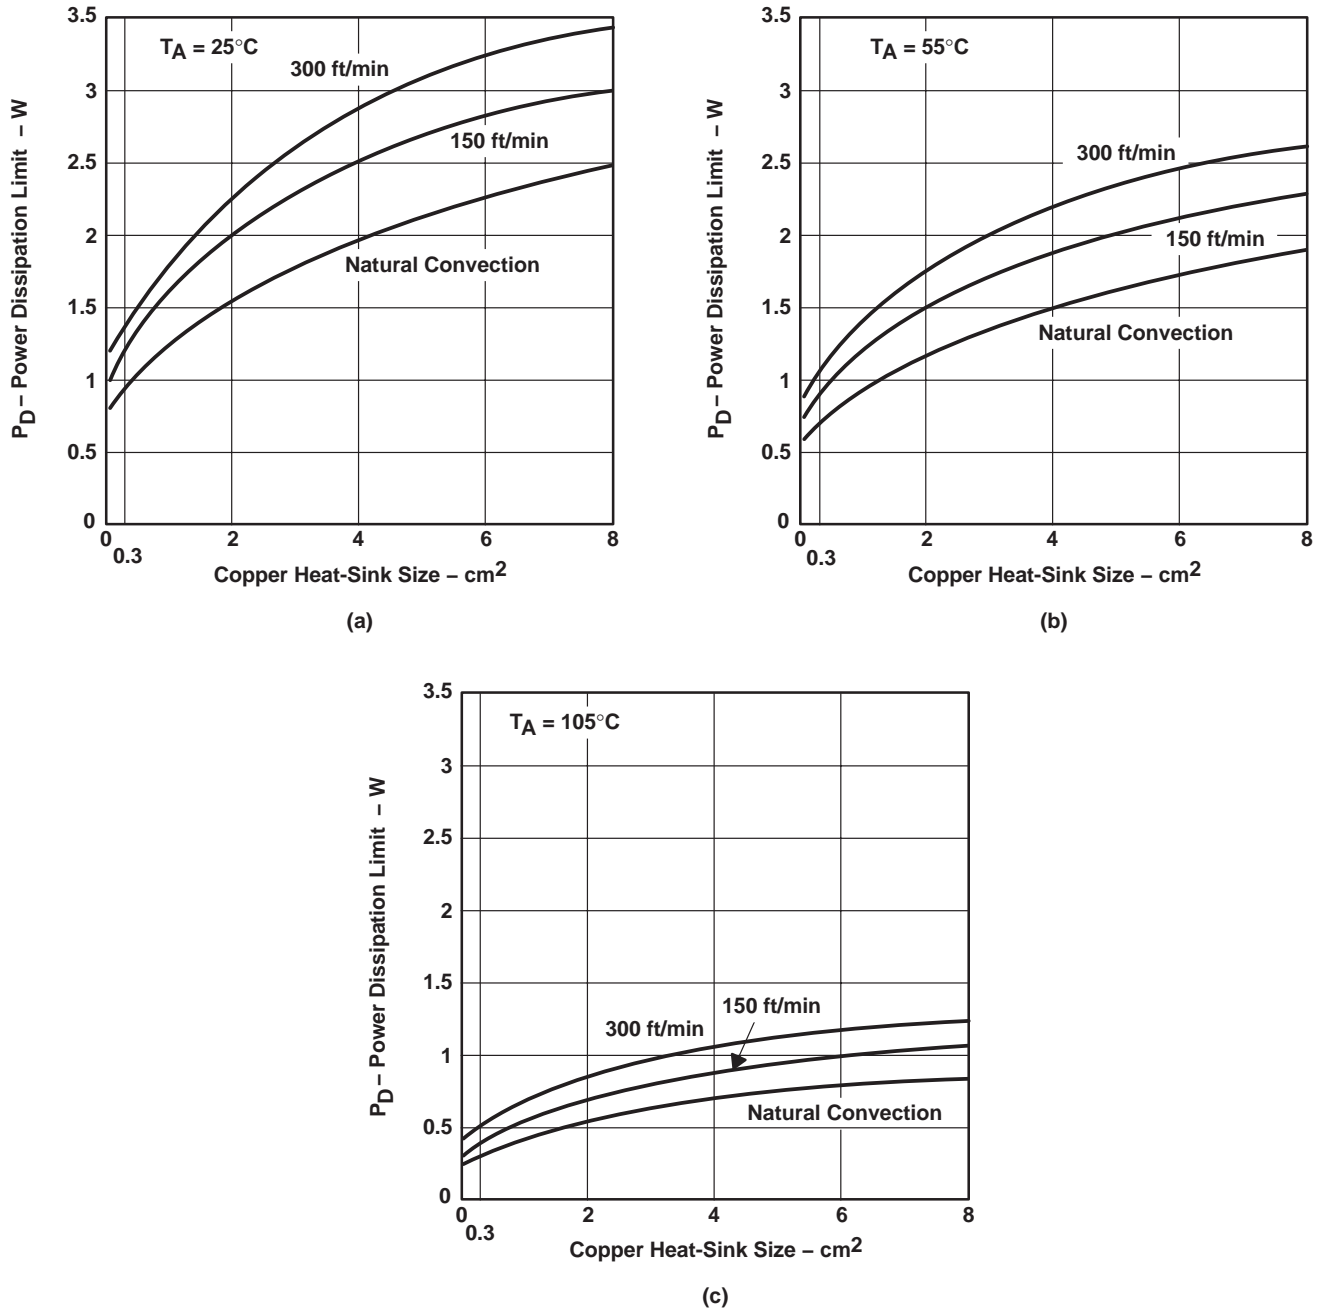 3.5
3
2.5
2
1.5
1
0.5
0
P_D – Power Dissipation Limit – W
T_A = 25°C
300 ft/min
150 ft/min
Natural Convection
0 0.3 2 4 6 8
Copper Heat-Sink Size – cm²
(a)
3.5
3
2.5
2
1.5
1
0.5
0
P_D – Power Dissipation Limit – W
T_A = 55°C
300 ft/min
150 ft/min
Natural Convection
0 0.3 2 4 6 8
Copper Heat-Sink Size – cm²
(b)
3.5
3
2.5
2
1.5
1
0.5
0
P_D – Power Dissipation Limit – W
T_A = 105°C
150 ft/min
300 ft/min
Natural Convection
0 0.3 2 4 6 8
Copper Heat-Sink Size – cm²
(c)